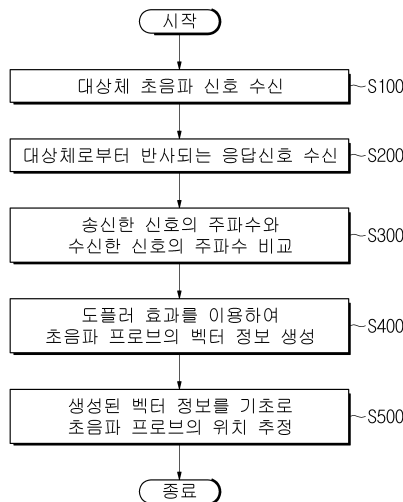 시작
대상체 초음파 신호 수신
S100
대상체로부터 반사되는 응답신호 수신
S200
송신한 신호의 주파수와
수신한 신호의 주파수 비교
S300
도플러 효과를 이용하여
초음파 프로브의 벡터 정보 생성
S400
생성된 벡터 정보를 기초로
초음파 프로브의 위치 추정
S500
종료